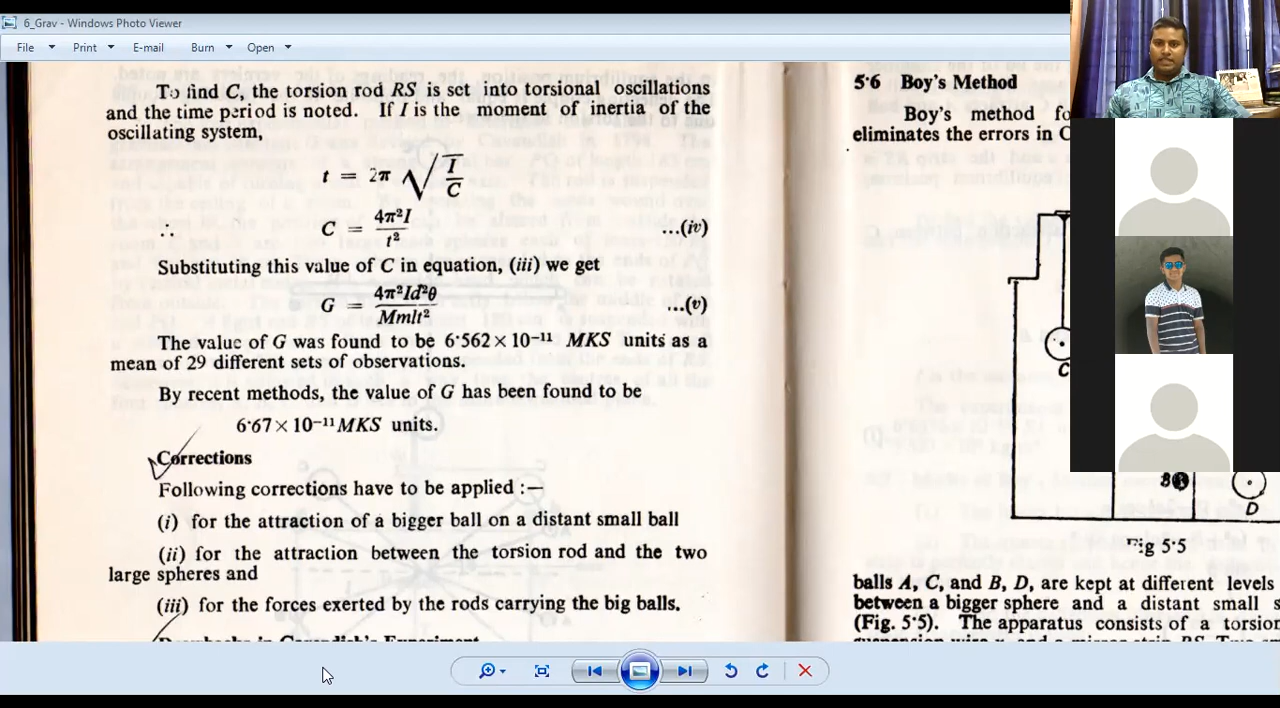 6_Grav - Windows Photo Viewer
File Print E-mail Burn Open
To find C, the torsion rod RS is set into torsional oscillations
and the time period is noted. If I is the moment of inertia of the
oscillating system,
t = 2π √(I/C)
∴ C = 4π²I/t² ...(iv)
Substituting this value of C in equation, (iii) we get
G = 4π²Id²θ/Mmlt² ...(v)
The value of G was found to be 6·562×10⁻¹¹ MKS units as a
mean of 29 different sets of observations.
By recent methods, the value of G has been found to be
6·67×10⁻¹¹ MKS units.
Corrections
Following corrections have to be applied :—
(i) for the attraction of a bigger ball on a distant small ball
(ii) for the attraction between the torsion rod and the two
large spheres and
(iii) for the forces exerted by the rods carrying the big balls.
Drawbacks in Cavendish's Experiment
5·6 Boy's Method
Boy's method
eliminates the errors in
C
B
D
Fig 5·5
balls A, C, and B, D, are kept at different levels
between a bigger sphere and a distant small
(Fig. 5·5). The apparatus consists of a torsion